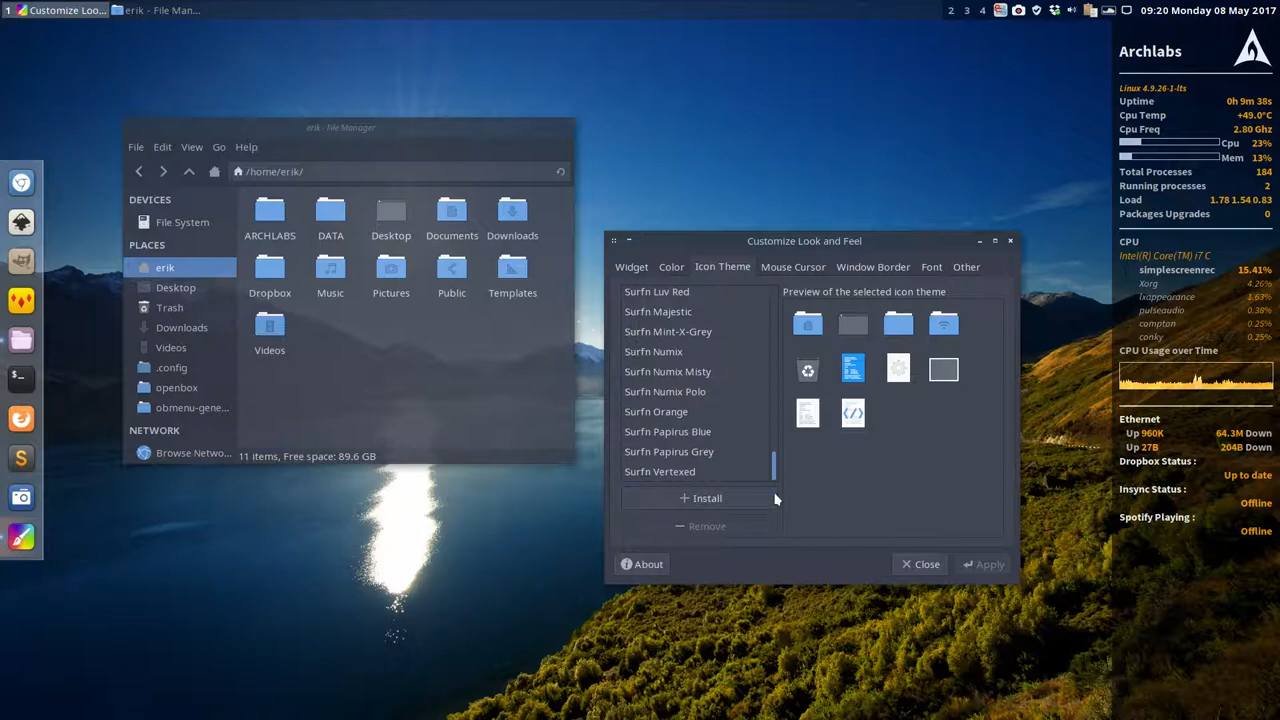 1 Customize Loo... erik - File Man... 2 3 4 09:20 Monday 08 May 2017
erik - File Manager
File Edit View Go Help
/home/erik/
DEVICES
File System
PLACES
erik
Desktop
Trash
Downloads
Videos
.config
openbox
obmenu-gene...
NETWORK
Browse Netwo...
ARCHLABS DATA Desktop Documents Downloads
Dropbox Music Pictures Public Templates
Videos
11 items, Free space: 89.6 GB
Customize Look and Feel
Widget Color Icon Theme Mouse Cursor Window Border Font Other
Surfn Luv Red
Surfn Majestic
Surfn Mint-X-Grey
Surfn Numix
Surfn Numix Misty
Surfn Numix Polo
Surfn Orange
Surfn Papirus Blue
Surfn Papirus Grey
Surfn Vertexed
Install
Remove
Preview of the selected icon theme
About Close Apply
Archlabs
Linux 4.9.26-1-lts
Uptime 0h 9m 38s
Cpu Temp +49.0°C
Cpu Freq 2.80 Ghz
Cpu 23%
Mem 13%
Total Processes 184
Running processes 2
Load 1.78 1.54 0.83
Packages Upgrades 0
CPU
Intel(R) Core(TM) i7 C
simplescreenrec 15.41%
Xorg 4.26%
lxappearance 1.63%
pulseaudio 0.38%
compton 0.25%
conky 0.25%
CPU Usage over Time
Ethernet
Up 960K 64.3M Down
Up 27B 204B Down
Dropbox Status :
Up to date
Insync Status :
Offline
Spotify Playing :
Offline